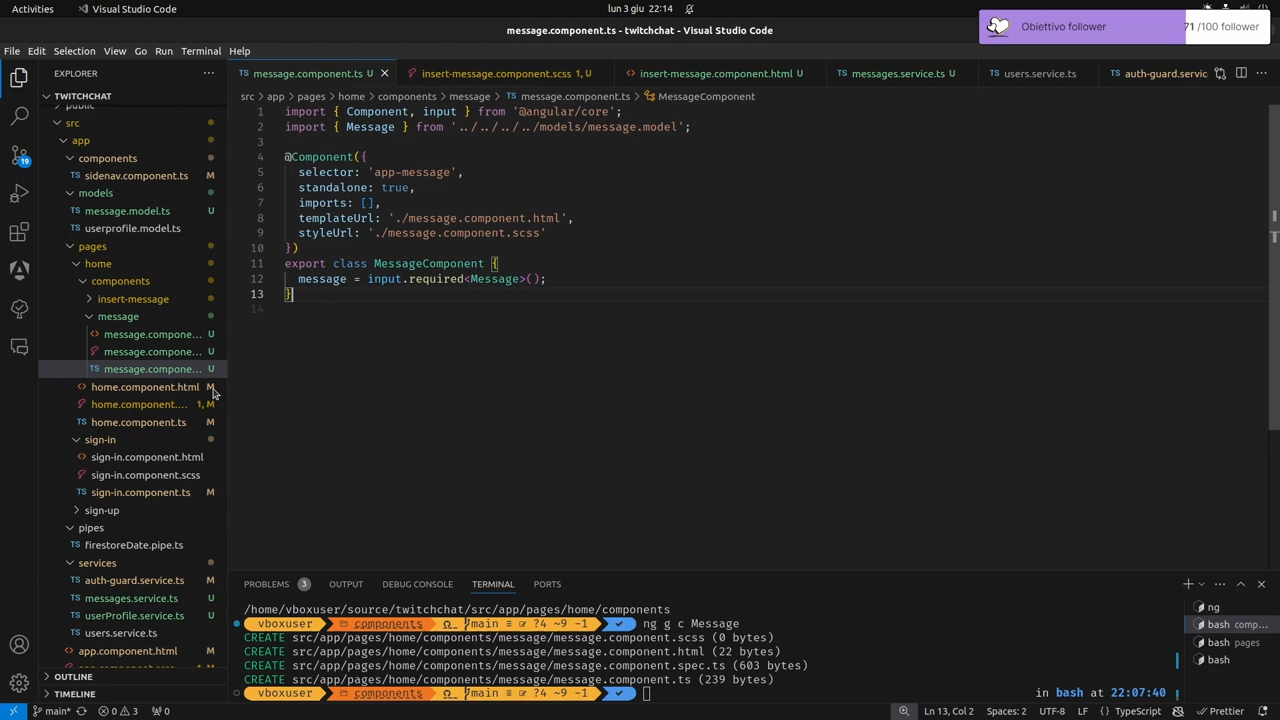 Activities
Visual Studio Code
lun 3 giu 22:14
message.component.ts - twitchchat - Visual Studio Code
Obiettivo follower
71 /100 follower
File Edit Selection View Go Run Terminal Help
EXPLORER
message.component.ts U
insert-message.component.scss 1, U
insert-message.component.html U
messages.service.ts U
users.service.ts
auth-guard.servic
TWITCHCHAT
src > app > pages > home > components > message > TS message.component.ts > MessageComponent
public
src
app
components
sidenav.component.ts M
models
message.model.ts U
userprofile.model.ts
pages
home
components
insert-message
message
message.compone... U
message.compone... U
TS message.compone... U
home.component.html M
home.component.... 1, M
TS home.component.ts
sign-in
sign-in.component.html
sign-in.component.scss
TS sign-in.component.ts M
sign-up
pipes
firestoreDate.pipe.ts
services
auth-guard.service.ts M
messages.service.ts U
userProfile.service.ts U
users.service.ts
app.component.html M
OUTLINE
TIMELINE
19
1 import { Component, input } from '@angular/core';
2 import { Message } from '../../../../models/message.model';
3
4 @Component({
5 selector: 'app-message',
6 standalone: true,
7 imports: [],
8 templateUrl: './message.component.html',
9 styleUrl: './message.component.scss'
10 })
11 export class MessageComponent {
12 message = input.required<Message>();
13 }
14
PROBLEMS 3 OUTPUT DEBUG CONSOLE TERMINAL PORTS
/home/vboxuser/source/twitchchat/src/app/pages/home/components
vboxuser components main ≡ ?4 ~9 -1 ng g c Message
CREATE src/app/pages/home/components/message/message.component.scss (0 bytes)
CREATE src/app/pages/home/components/message/message.component.html (22 bytes)
CREATE src/app/pages/home/components/message/message.component.spec.ts (603 bytes)
CREATE src/app/pages/home/components/message/message.component.ts (239 bytes)
vboxuser components main ≡ ?4 ~9 -1
in bash at 22:07:40
ng
bash comp...
bash pages
bash
main*
0 3
0
Ln 13, Col 2
Spaces: 2
UTF-8
LF
{ } TypeScript
Prettier